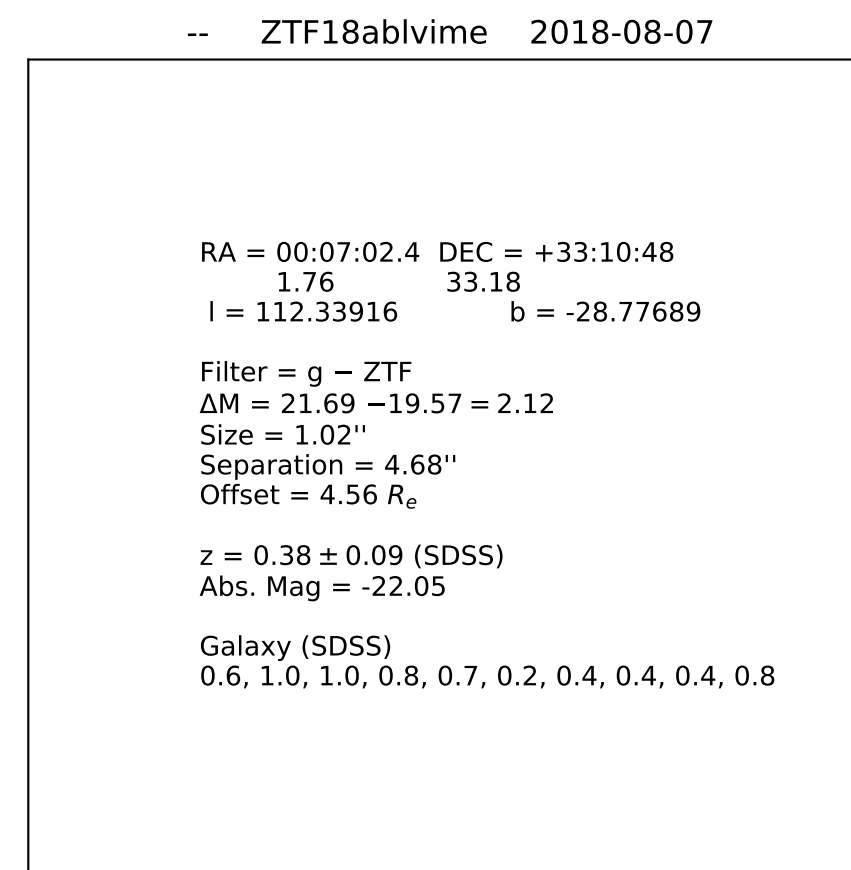 -- ZTF18ablvime 2018-08-07
RA = 00:07:02.4 DEC = +33:10:48
1.76 33.18
l = 112.33916 b = -28.77689
Filter = g − ZTF
ΔM = 21.69 −19.57 = 2.12
Size = 1.02''
Separation = 4.68''
Offset = 4.56 Rₑ
z = 0.38 ± 0.09 (SDSS)
Abs. Mag = -22.05
Galaxy (SDSS)
0.6, 1.0, 1.0, 0.8, 0.7, 0.2, 0.4, 0.4, 0.4, 0.8